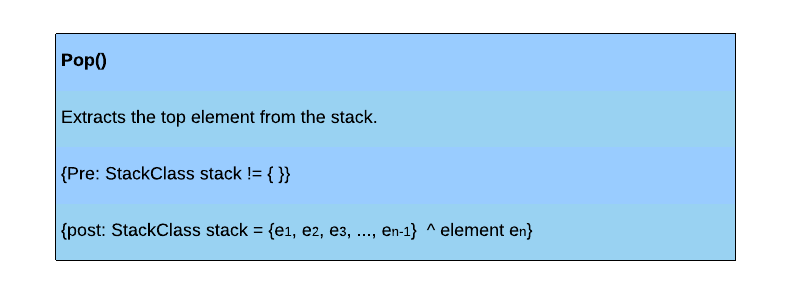 Pop()
Extracts the top element from the stack.
{Pre: StackClass stack != { }}
{post: StackClass stack = {e1, e2, e3, ..., en-1}  ^ element en}